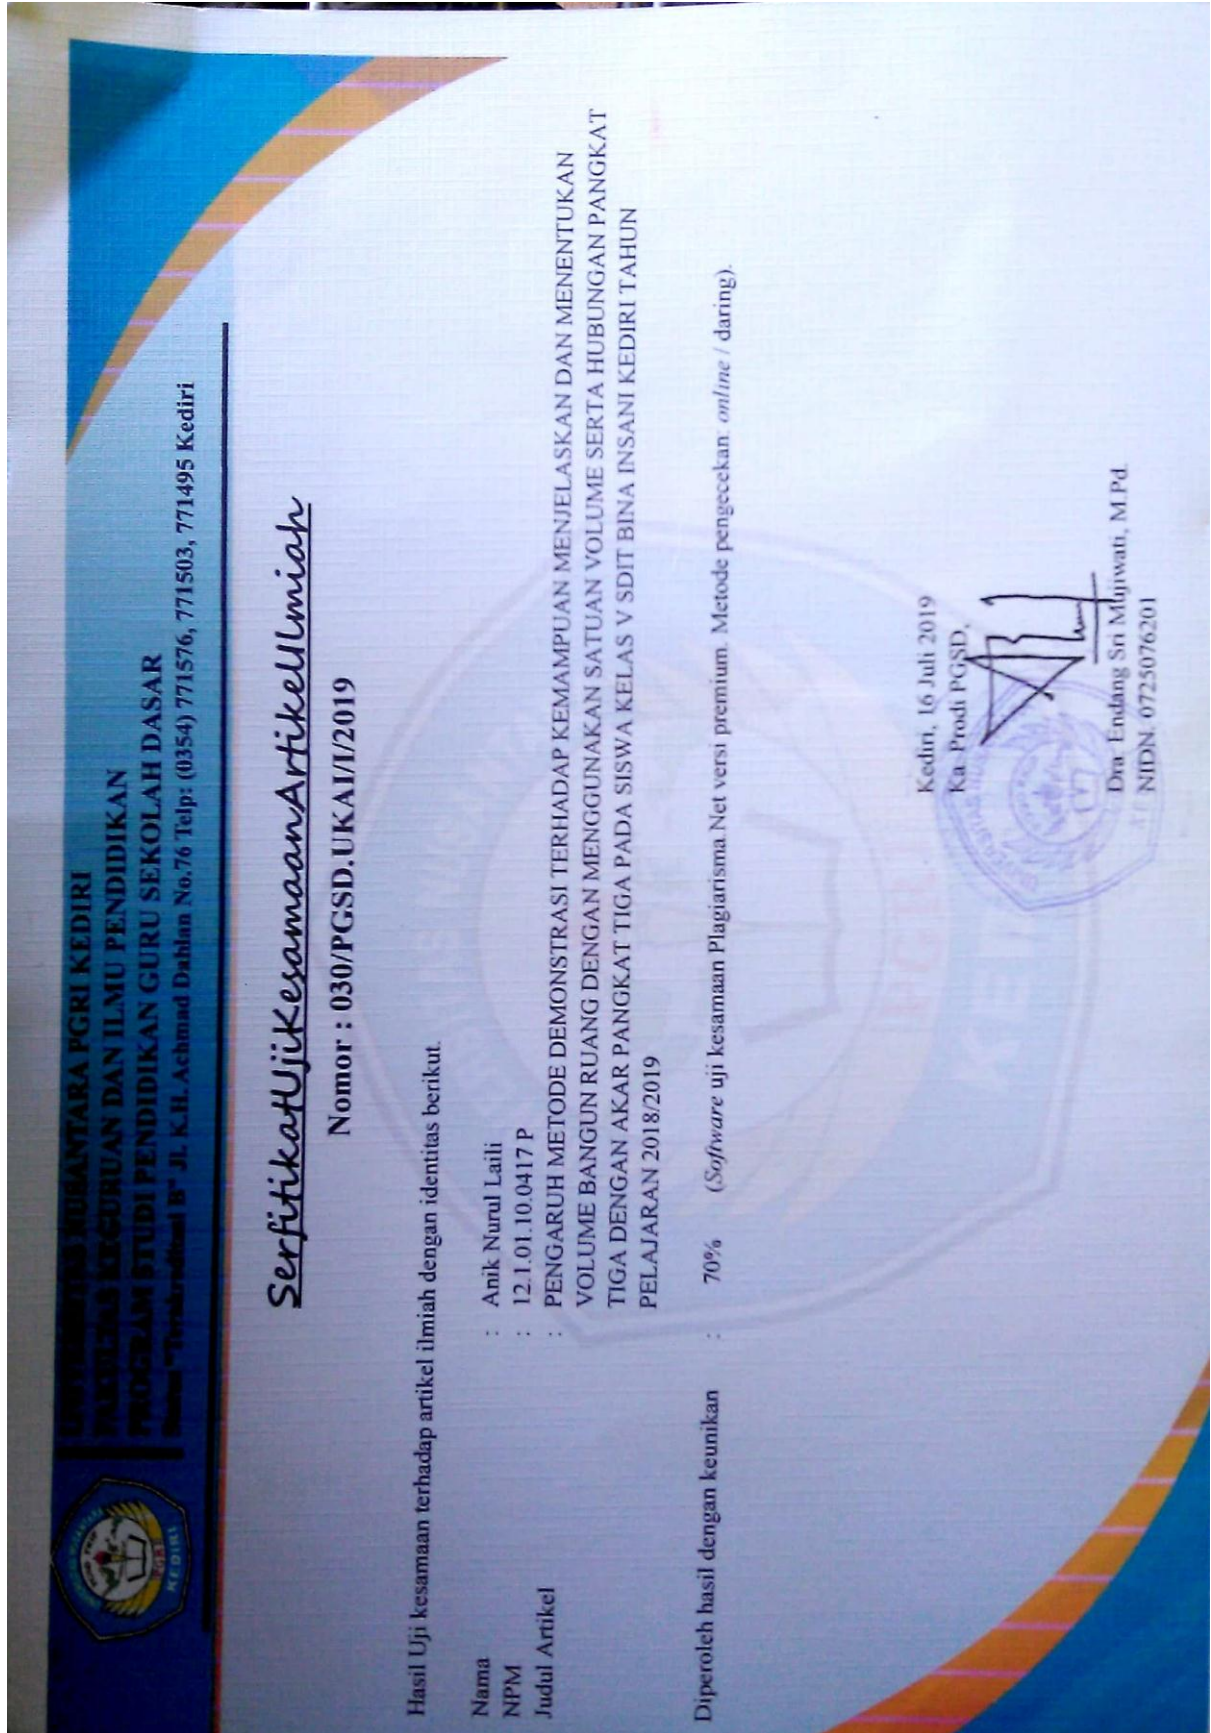 UNIVERSITAS NUSANTARA PGRI KEDIRI
FAKULTAS KEGURUAN DAN ILMU PENDIDIKAN
PROGRAM STUDI PENDIDIKAN GURU SEKOLAH DASAR
Status "Terakreditasi B" Jl. K.H. Achmad Dahlan No.76 Telp: (0354) 771576, 771503, 771495 Kediri
SerfitikatUjiKesamaanArtikelIlmiah
Nomor : 030/PGSD.UKAI/I/2019
Hasil Uji kesamaan terhadap artikel ilmiah dengan identitas berikut.
Nama : Anik Nurul Laili
NPM : 12.1.01.10.0417 P
Judul Artikel : PENGARUH METODE DEMONSTRASI TERHADAP KEMAMPUAN MENJELASKAN DAN MENENTUKAN
VOLUME BANGUN RUANG DENGAN MENGGUNAKAN SATUAN VOLUME SERTA HUBUNGAN PANGKAT
TIGA DENGAN AKAR PANGKAT TIGA PADA SISWA KELAS V SDIT BINA INSANI KEDIRI TAHUN
PELAJARAN 2018/2019
Diperoleh hasil dengan keunikan : 70% (Software uji kesamaan Plagiarisma.Net versi premium. Metode pengecekan: online / daring).
Kediri, 16 Juli 2019
Ka. Prodi PGSD,
Dra. Endang Sri Mujiwati, M.Pd.
NIDN. 0725076201
PGRI
KEDIRI